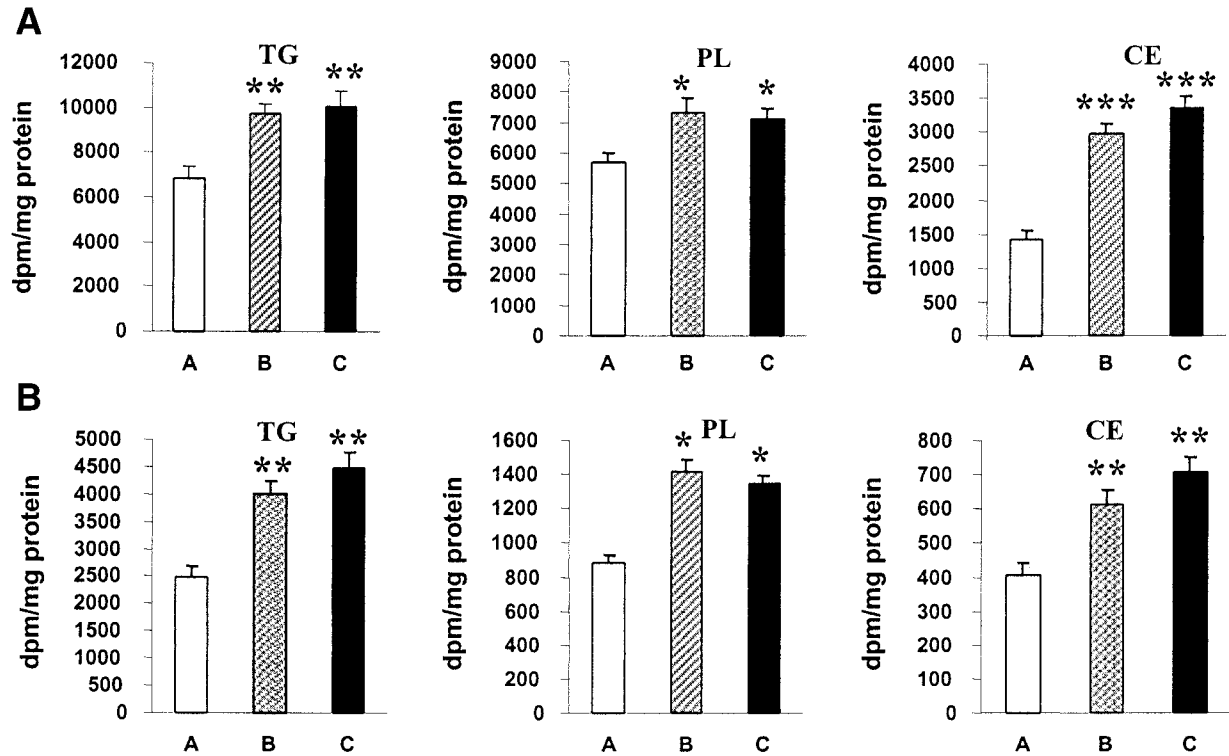 A
TG
PL
CE
dpm/mg protein
12000
10000
8000
6000
4000
2000
0
**
**
A
B
C
dpm/mg protein
9000
8000
7000
6000
5000
4000
3000
2000
1000
0
*
*
A
B
C
dpm/mg protein
4000
3500
3000
2500
2000
1500
1000
500
0
***
***
A
B
C
B
TG
PL
CE
dpm/mg protein
5000
4500
4000
3500
3000
2500
2000
1500
1000
500
0
**
**
A
B
C
dpm/mg protein
1600
1400
1200
1000
800
600
400
200
0
*
*
A
B
C
dpm/mg protein
800
700
600
500
400
300
200
100
0
**
**
A
B
C